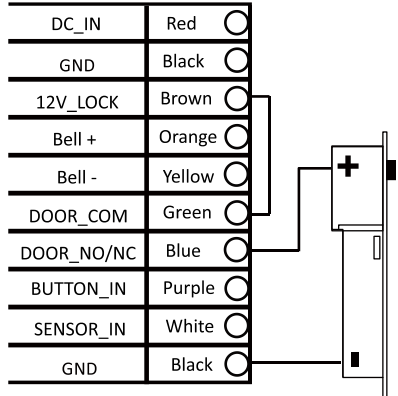 DC_IN Red
GND Black
12V_LOCK Brown
Bell + Orange
Bell - Yellow
DOOR_COM Green
DOOR_NO/NC Blue
BUTTON_IN Purple
SENSOR_IN White
GND Black
+